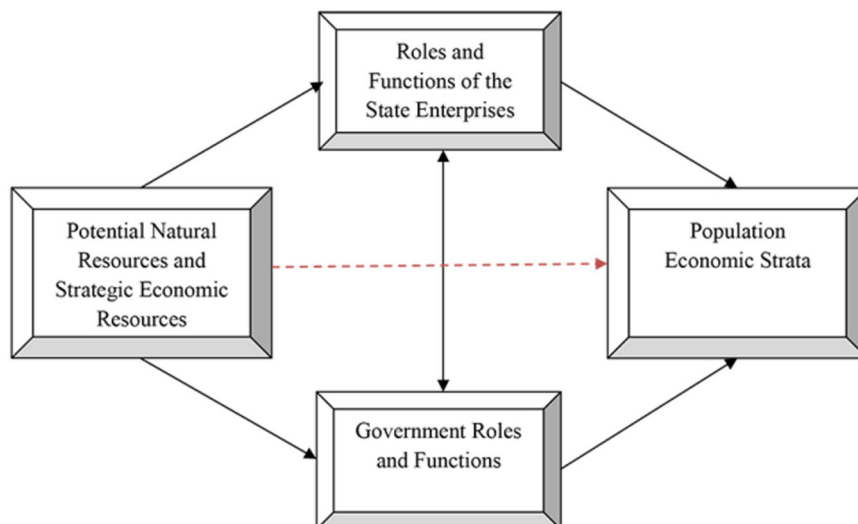 Roles and
Functions of the
State Enterprises
Potential Natural
Resources and
Strategic Economic
Resources
Population
Economic Strata
Government Roles
and Functions